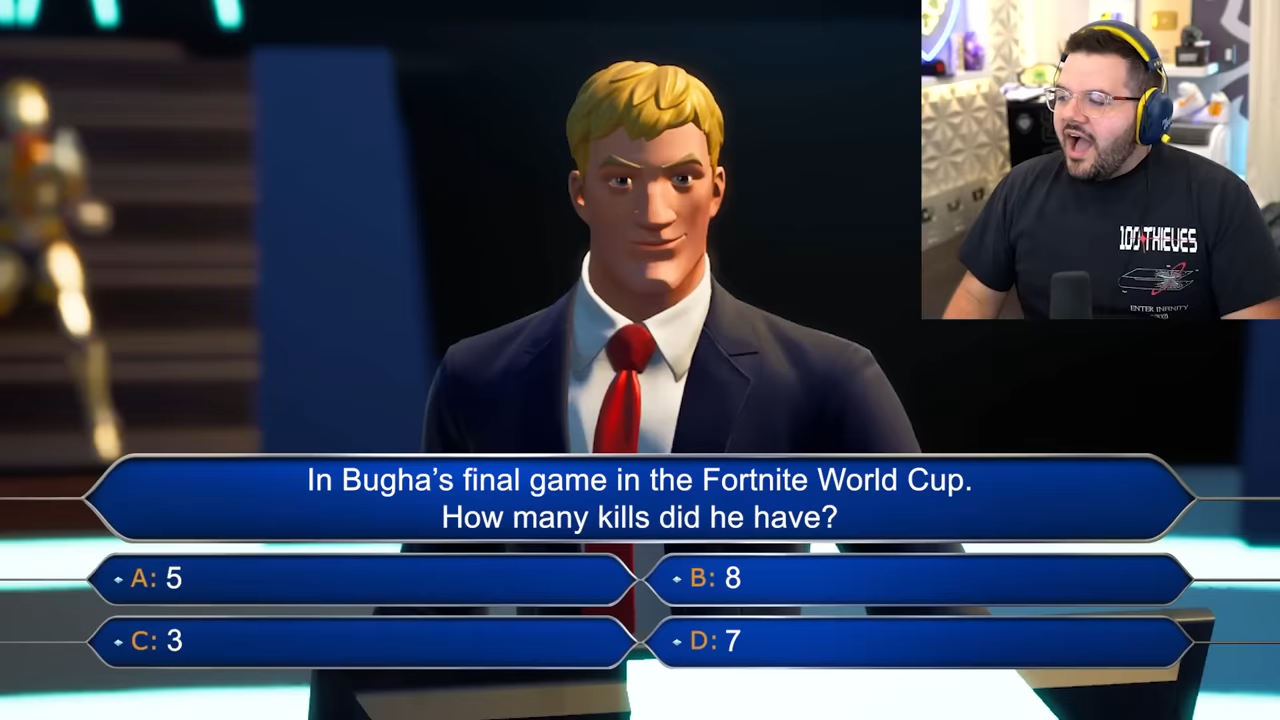 100 THIEVES
ENTER INFINITY
In Bugha's final game in the Fortnite World Cup.
How many kills did he have?
A: 5
B: 8
C: 3
D: 7